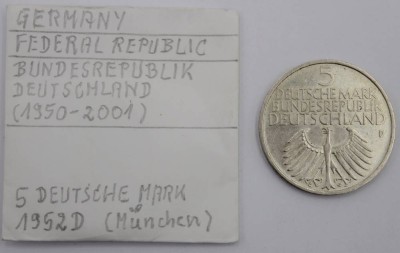 GERMANY
FEDERAL REPUBLIC
BUNDESREPUBLIK
DEUTSCHLAND
(1950-2001)
5 DEUTSCHE MARK
1952D (München)
5
DEUTSCHE MARK
BUNDESREPUBLIK
DEUTSCHLAND